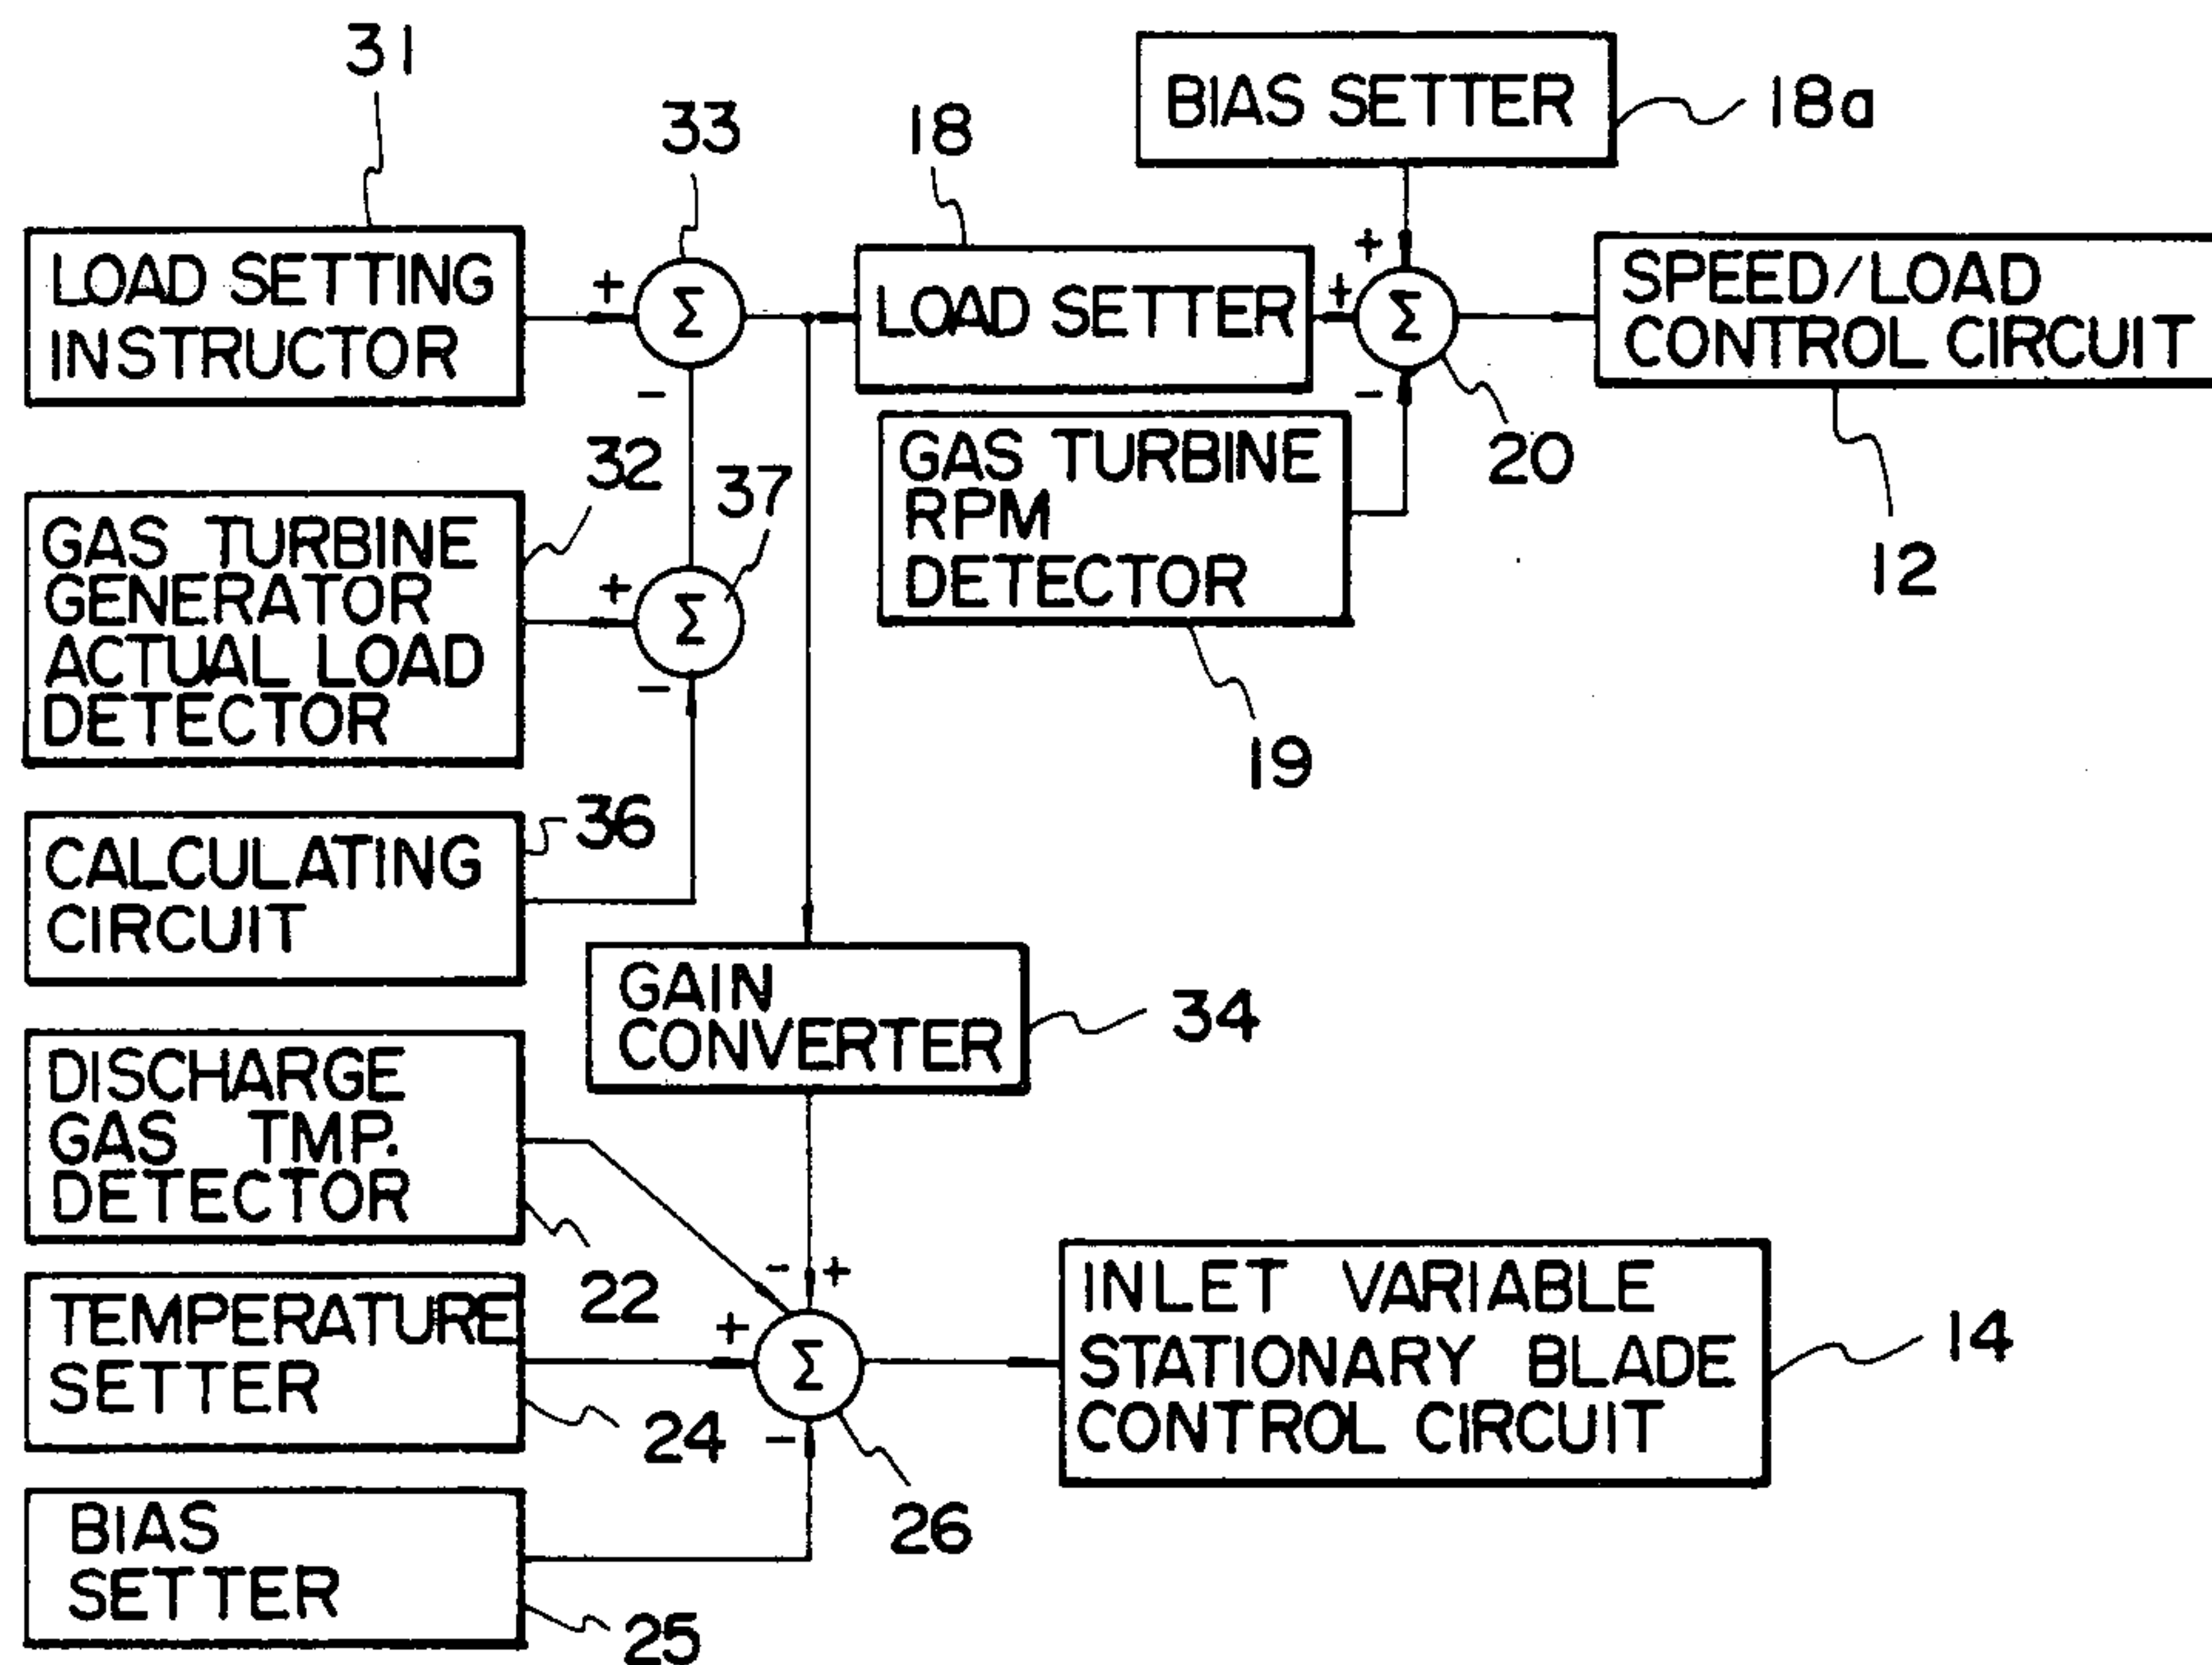 31
33
18
BIAS SETTER
18a
LOAD SETTING
INSTRUCTOR
+
Σ
-
LOAD SETTER
+
+
Σ
-
20
SPEED/LOAD
CONTROL CIRCUIT
12
32
37
GAS TURBINE
GENERATOR
ACTUAL LOAD
DETECTOR
+
Σ
-
GAS TURBINE
RPM
DETECTOR
19
36
CALCULATING
CIRCUIT
GAIN
CONVERTER
34
DISCHARGE
GAS TMP.
DETECTOR
22
TEMPERATURE
SETTER
24
- +
+
Σ
-
26
INLET VARIABLE
STATIONARY BLADE
CONTROL CIRCUIT
14
BIAS
SETTER
25